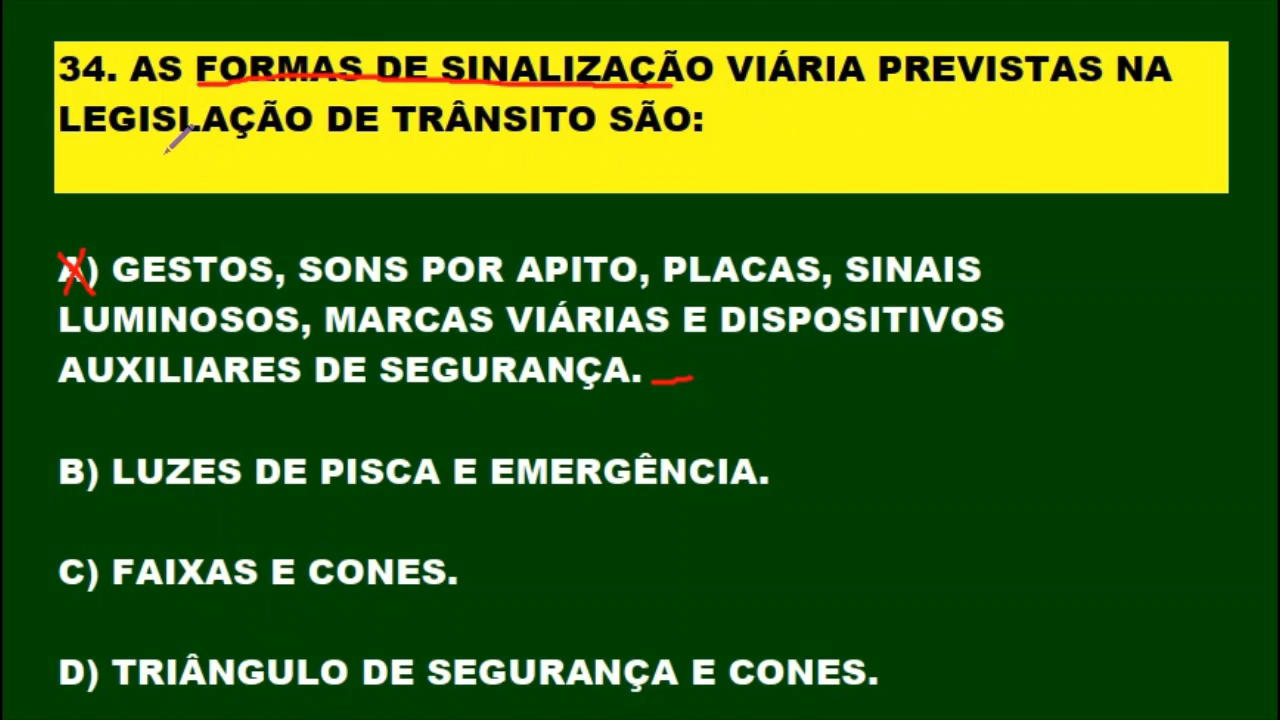 34. AS FORMAS DE SINALIZAÇÃO VIÁRIA PREVISTAS NA
LEGISLAÇÃO DE TRÂNSITO SÃO:
A) GESTOS, SONS POR APITO, PLACAS, SINAIS
LUMINOSOS, MARCAS VIÁRIAS E DISPOSITIVOS
AUXILIARES DE SEGURANÇA.
B) LUZES DE PISCA E EMERGÊNCIA.
C) FAIXAS E CONES.
D) TRIÂNGULO DE SEGURANÇA E CONES.